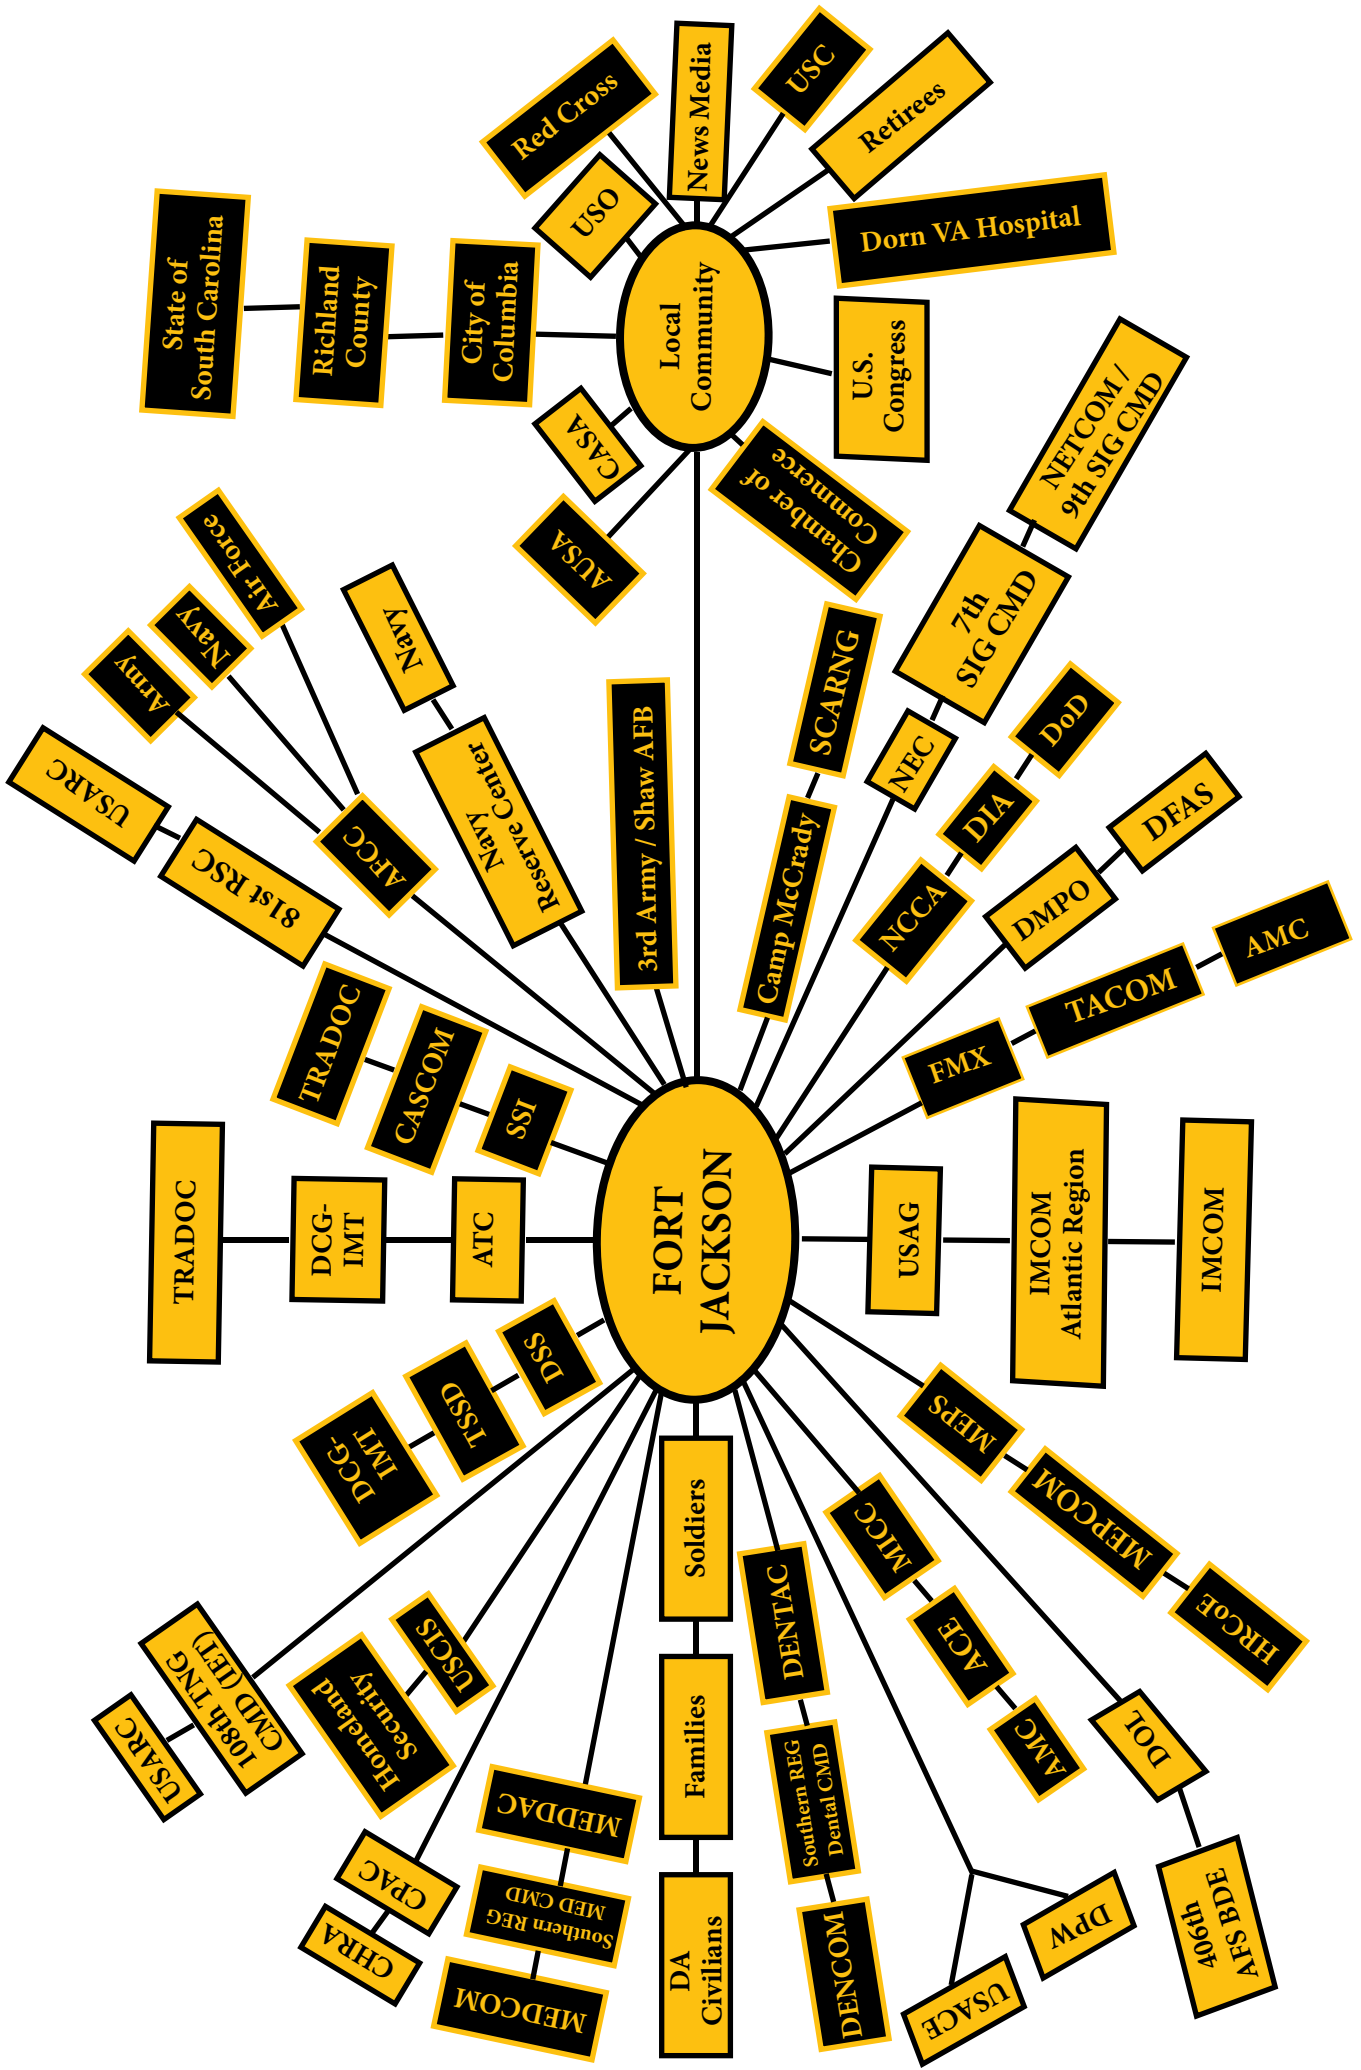 Red Cross
News Media
USC
Retirees
USO
Dorn VA Hospital
State of
South Carolina
Richland
County
City of
Columbia
Local
Community
U.S.
Congress
CASA
AUSA
Chamber of
Commerce
NETCOM /
9th SIG CMD
7th
SIG CMD
NEC
Air Force
Navy
Army
AFCC
USARC
81st RSC
Navy
Navy
Reserve Center
3rd Army / Shaw AFB
SCARNG
Camp McCrady
DoD
DIA
NCCA
DFAS
DMPO
AMC
TACOM
FMX
TRADOC
CASCOM
SSI
TRADOC
DCG-
IMT
ATC
FORT
JACKSON
USAG
IMCOM
Atlantic Region
IMCOM
DSS
TSSD
DCG-
IMT
MEPS
MEPCOM
HRCoE
MICC
ACE
AMC
Soldiers
Families
DA
Civilians
DENTAC
Southern REG
Dental CMD
DENCOM
USARC
108th TNG
CMD (IET)
USCIS
Homeland
Security
CPAC
CHRA
MEDDAC
Southern REG
MED CMD
MEDCOM
USACE
DPW
DOL
406th
AFS BDE